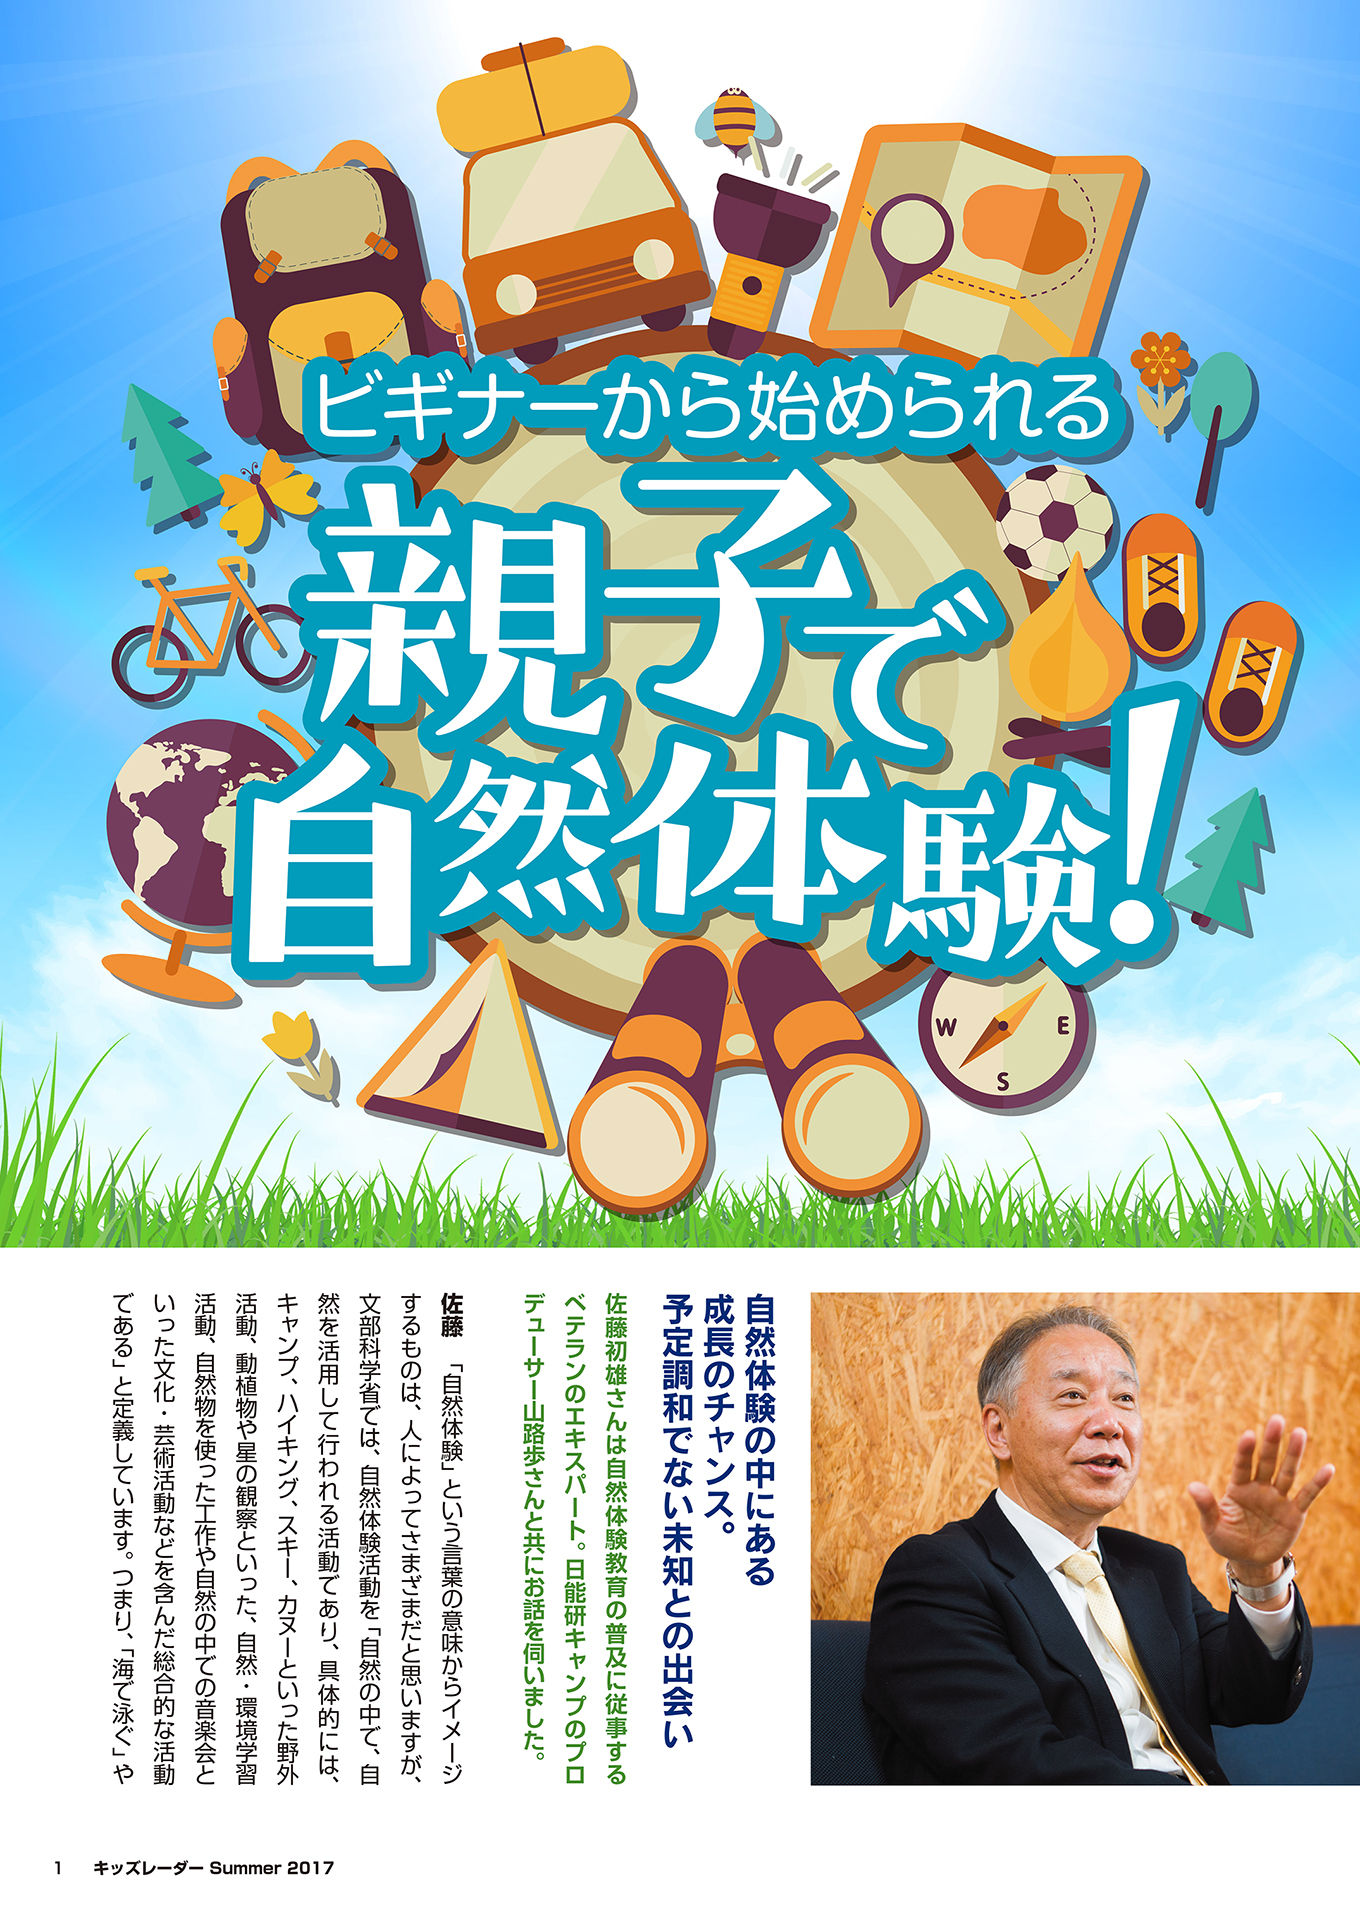 ビギナーから始められる
親子で
自然体験!
W
E
S
自然体験の中にある
成長のチャンス。
予定調和でない未知との出会い
佐藤初雄さんは自然体験教育の普及に従事する
ベテランのエキスパート。日能研キャンプのプロ
デューサー山路歩さんと共にお話を伺いました。
佐藤 「自然体験」という言葉の意味からイメージ
するものは、人によってさまざまだと思いますが、
文部科学省では、自然体験活動を「自然の中で、自
然を活用して行われる活動であり、具体的には、
キャンプ、ハイキング、スキー、カヌーといった野外
活動、動植物や星の観察といった、自然・環境学習
活動、自然物を使った工作や自然の中での音楽会と
いった文化・芸術活動などを含んだ総合的な活動
である」と定義しています。つまり、「海で泳ぐ」や
1 キッズレーダー Summer 2017